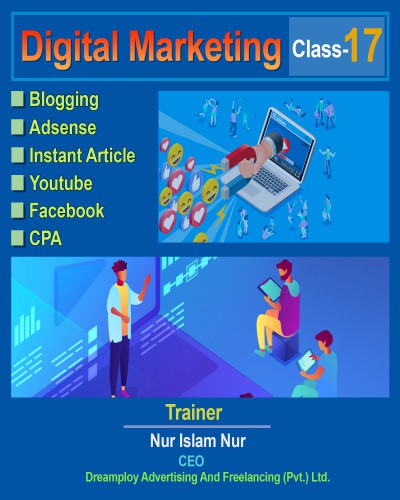 Digital Marketing Class-17
Blogging
Adsense
Instant Article
Youtube
Facebook
CPA
Trainer
Nur Islam Nur
CEO
Dreamploy Advertising And Freelancing (Pvt.) Ltd.